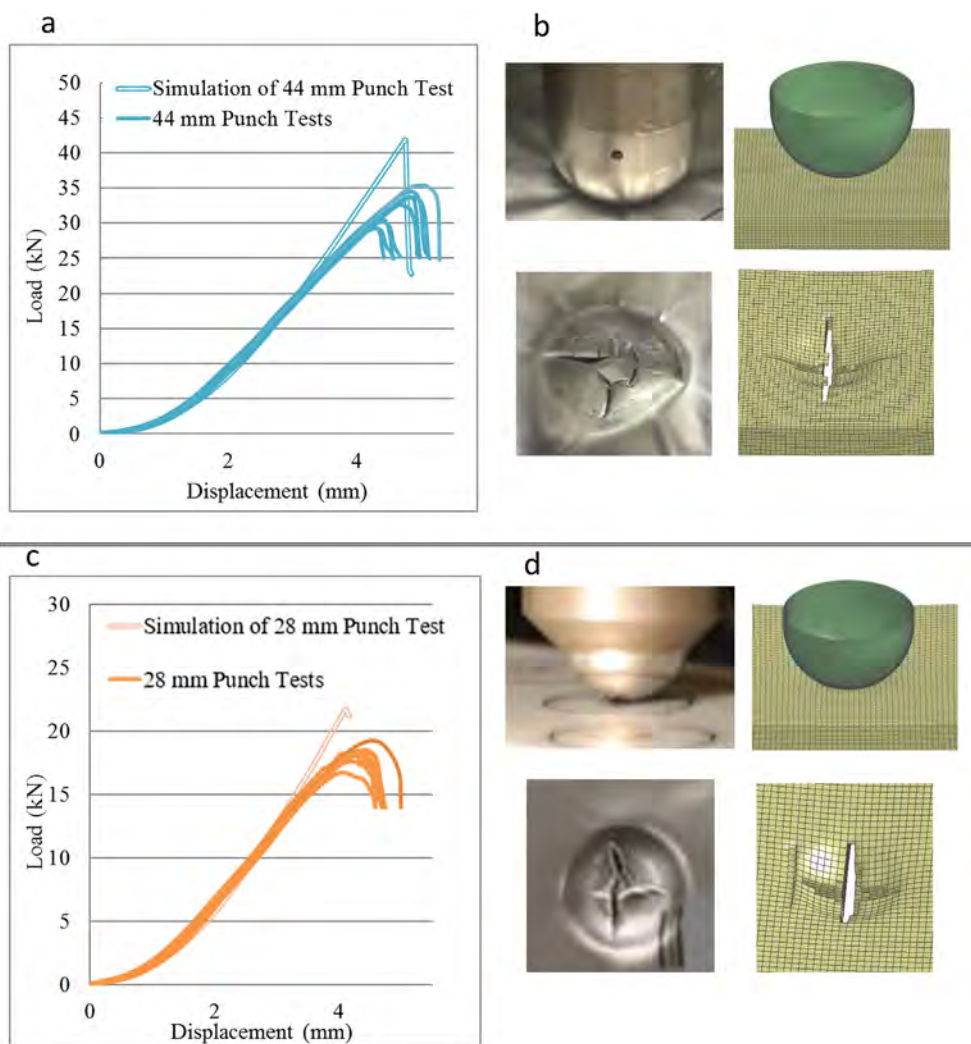 a
50
45
40
35
30
25
20
15
10
5
0
Load (kN)
Simulation of 44 mm Punch Test
44 mm Punch Tests
0 2 4
Displacement (mm)
b
c
30
25
20
15
10
5
0
Load (kN)
Simulation of 28 mm Punch Test
28 mm Punch Tests
0 2 4
Displacement (mm)
d